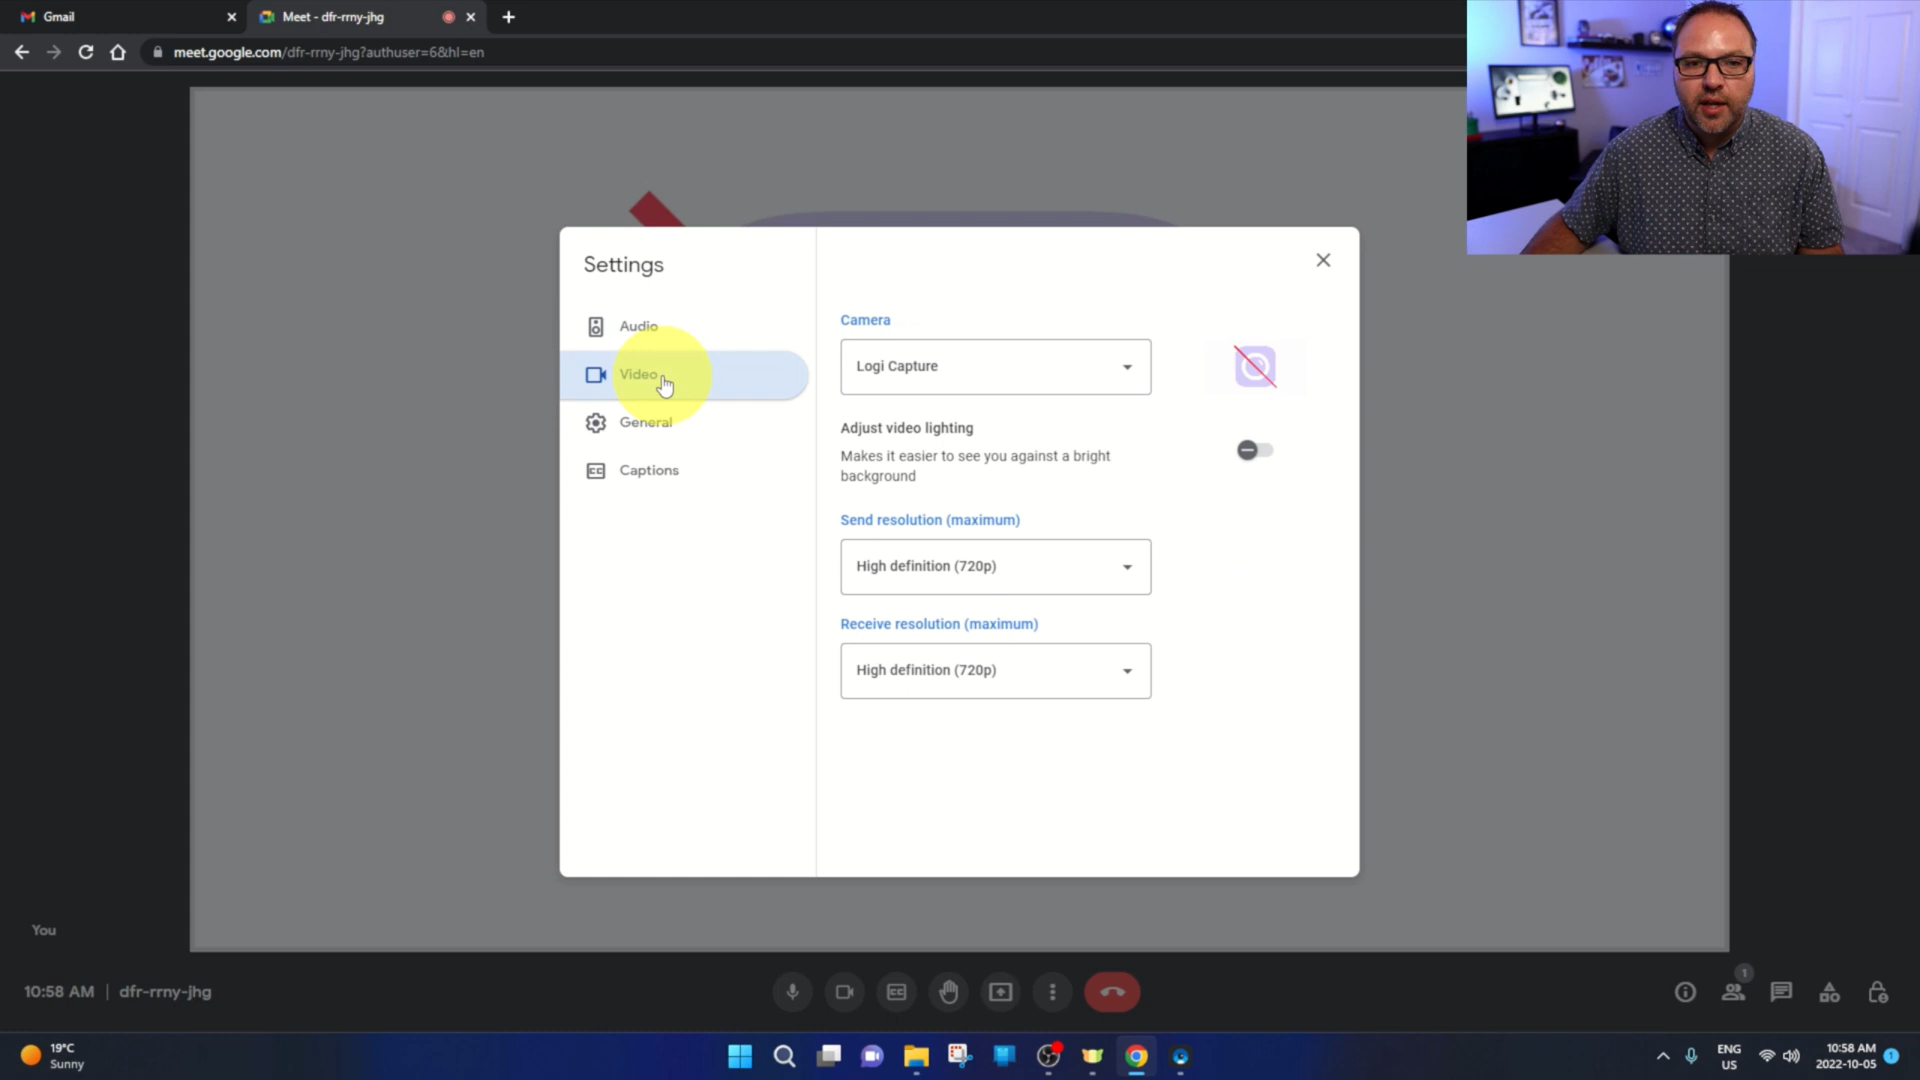 Gmail
Meet - dfr-rrny-jhg
meet.google.com/dfr-rrny-jhg?authuser=6&hl=en
Settings
Audio
Video
General
Captions
Camera
Logi Capture
Adjust video lighting
Makes it easier to see you against a bright
background
Send resolution (maximum)
High definition (720p)
Receive resolution (maximum)
High definition (720p)
You
10:58 AM | dfr-rrny-jhg
1
19°C
Sunny
ENG
US
10:58 AM
2022-10-05
1